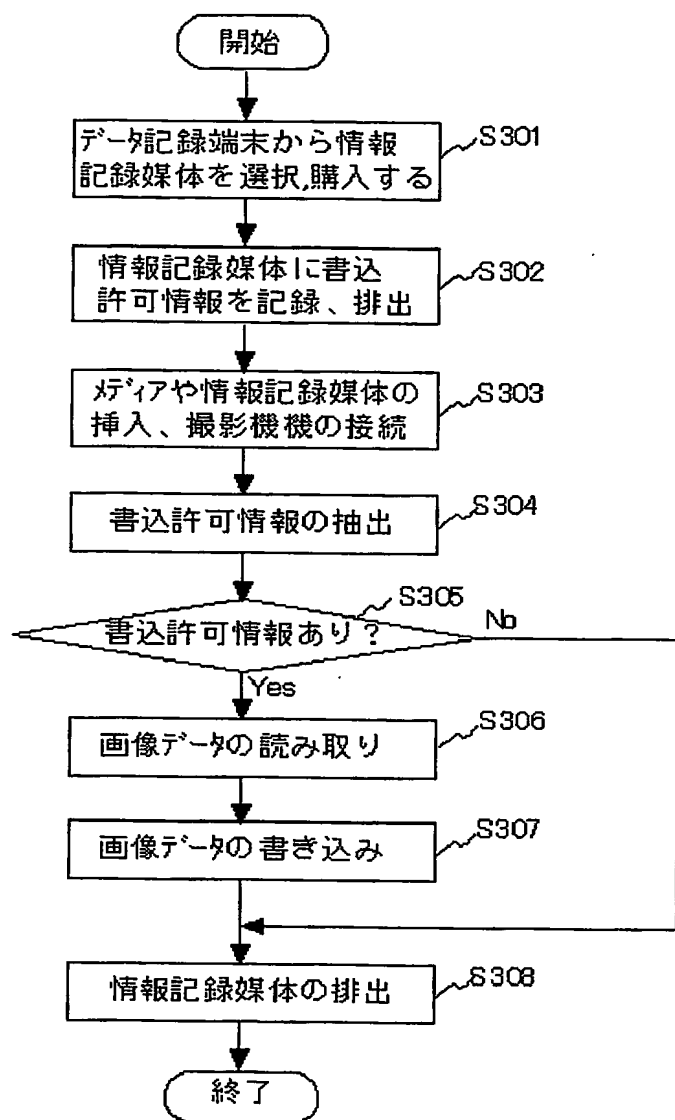 開始
データ記録端末から情報
記録媒体を選択,購入する
S301
情報記録媒体に書込
許可情報を記録、排出
S302
メディアや情報記録媒体の
挿入、撮影機機の接続
S303
書込許可情報の抽出
S304
書込許可情報あり？
S305
No
Yes
画像データの読み取り
S306
画像データの書き込み
S307
情報記録媒体の排出
S308
終了